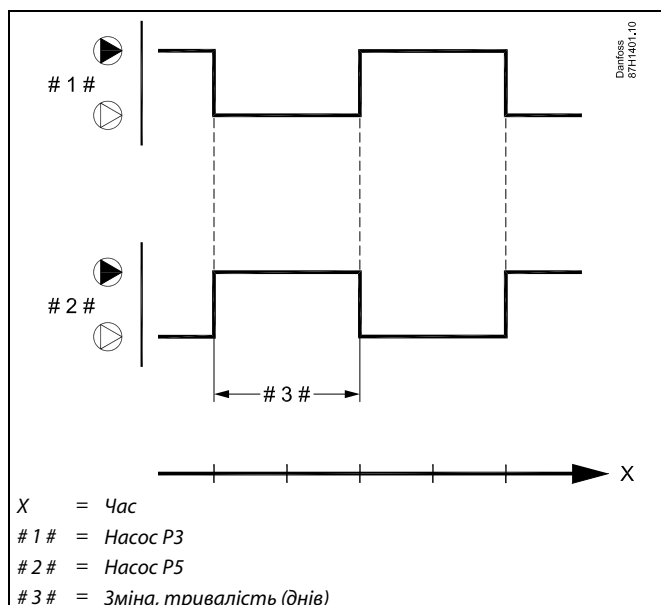 Danfoss
87H1401.10
# 1 #
# 2 #
# 3 #
X
X = Час
# 1 # = Насос P3
# 2 # = Насос P5
# 3 # = Зміна, тривалість (днів)